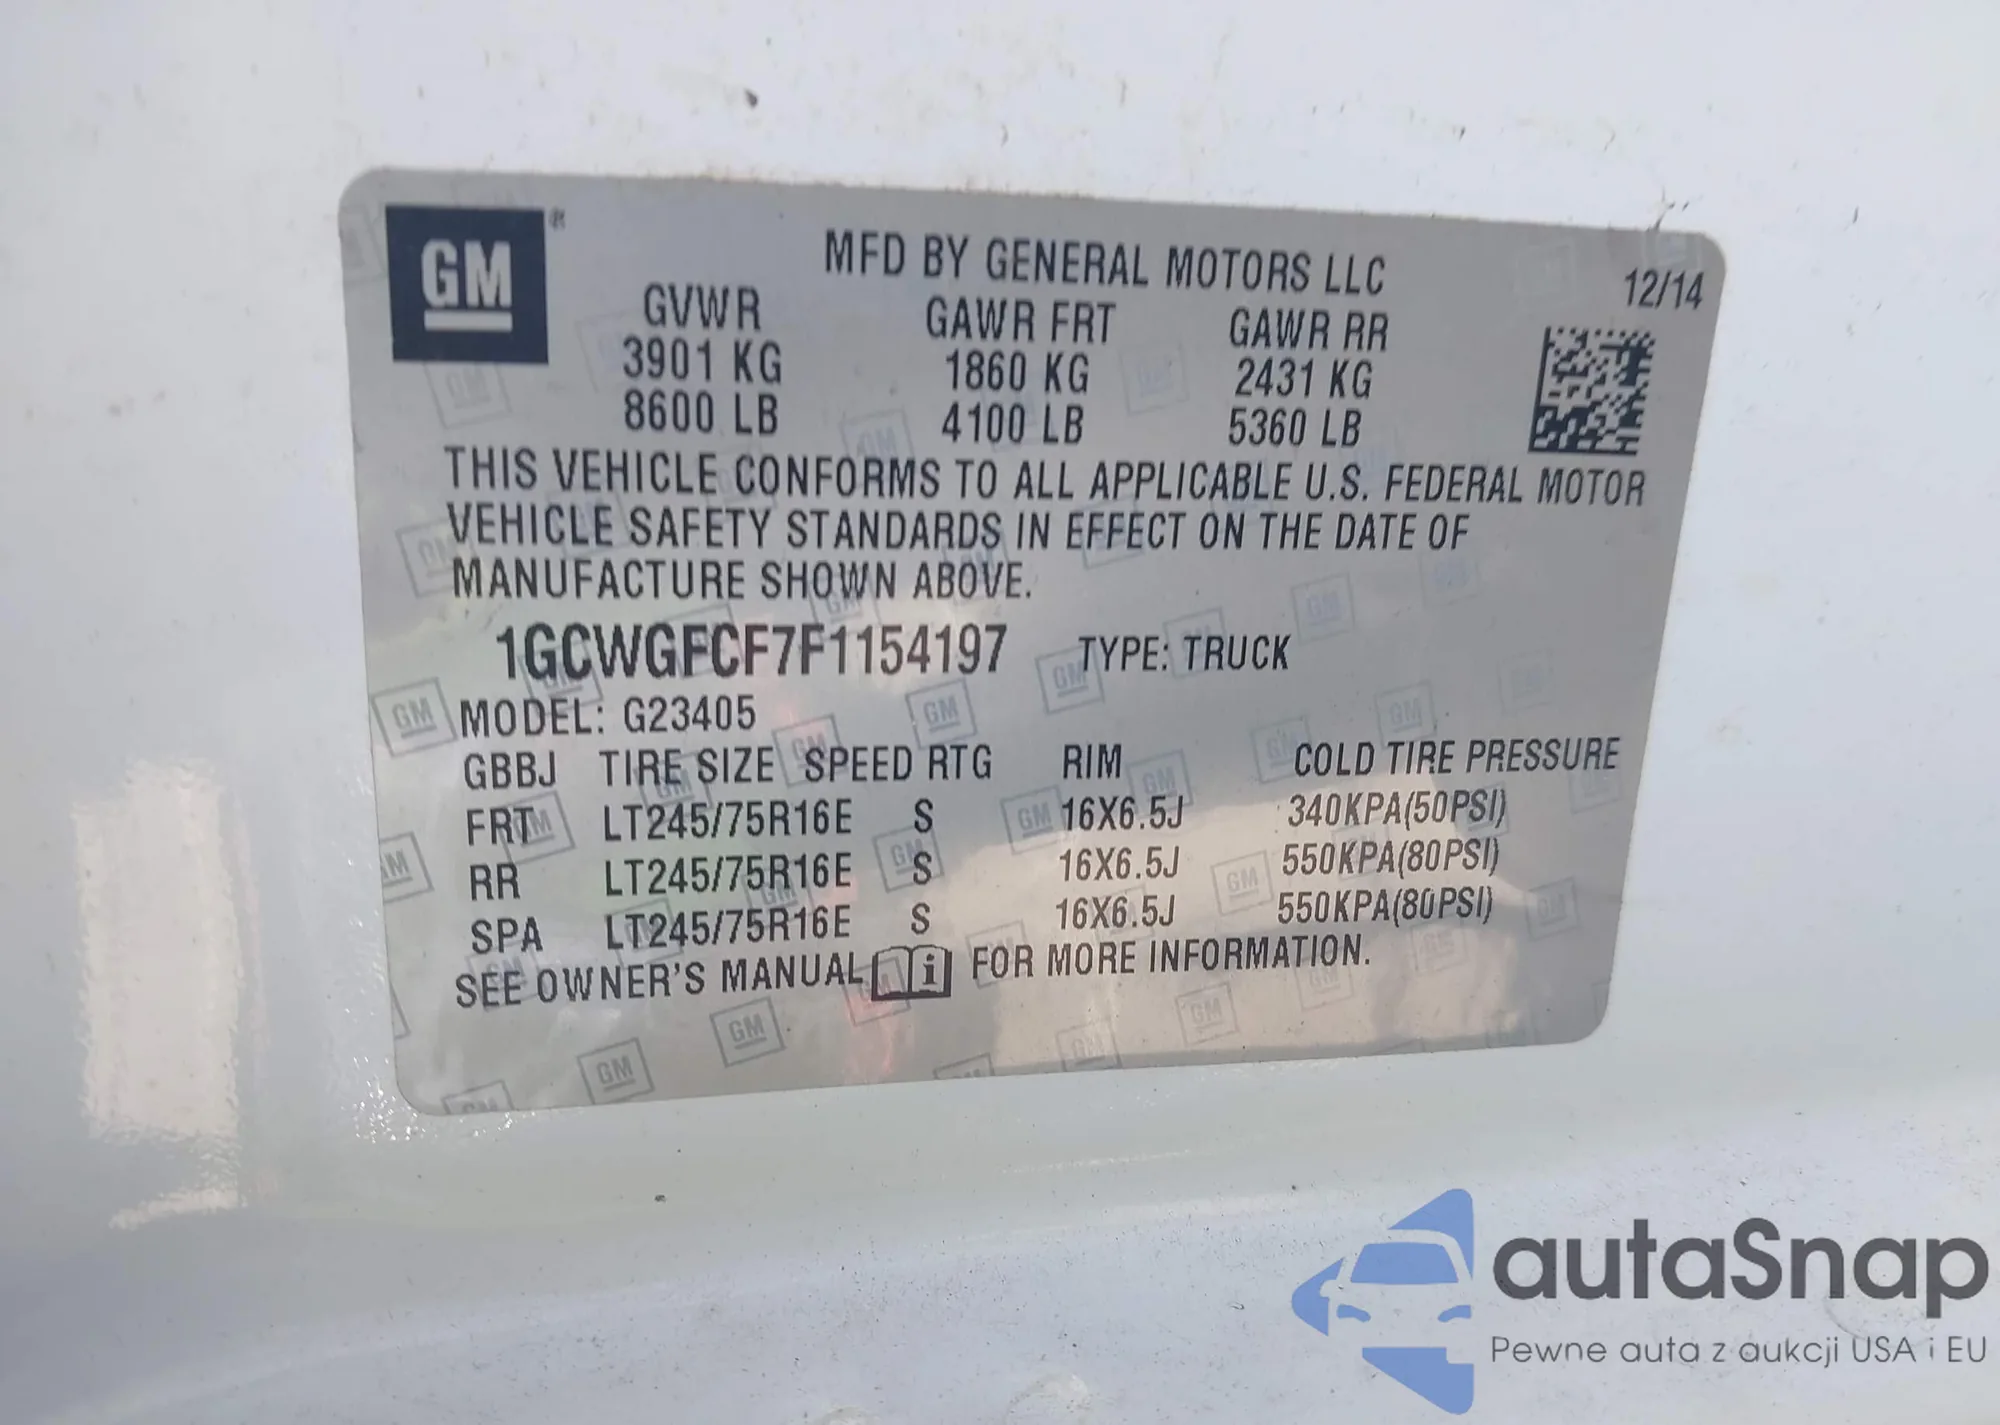 GM®
MFD BY GENERAL MOTORS LLC
12/14
GVWR GAWR FRT GAWR RR
3901 KG 1860 KG 2431 KG
8600 LB 4100 LB 5360 LB
THIS VEHICLE CONFORMS TO ALL APPLICABLE U.S. FEDERAL MOTOR
VEHICLE SAFETY STANDARDS IN EFFECT ON THE DATE OF
MANUFACTURE SHOWN ABOVE.
1GCWGFCF7F1154197 TYPE: TRUCK
MODEL: G23405
GBBJ TIRE SIZE SPEED RTG RIM COLD TIRE PRESSURE
FRT LT245/75R16E S 16X6.5J 340KPA(50PSI)
RR LT245/75R16E S 16X6.5J 550KPA(80PSI)
SPA LT245/75R16E S 16X6.5J 550KPA(80PSI)
SEE OWNER'S MANUAL i FOR MORE INFORMATION.
autaSnap
Pewne auta z aukcji USA i EU